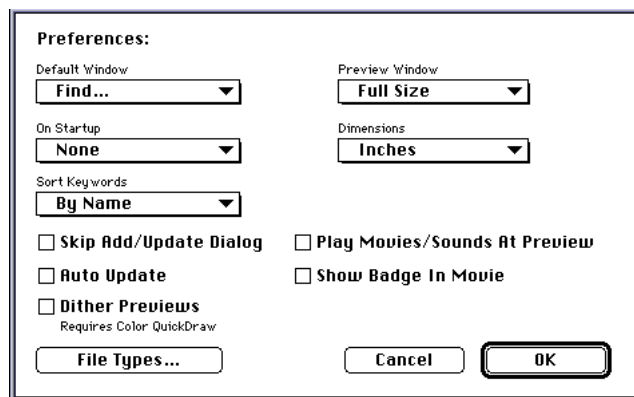 Preferences:
Default Window
Preview Window
Find...
Full Size
On Startup
Dimensions
None
Inches
Sort Keywords
By Name
Skip Add/Update Dialog
Play Movies/Sounds At Preview
Auto Update
Show Badge In Movie
Dither Previews
Requires Color QuickDraw
File Types...
Cancel
OK